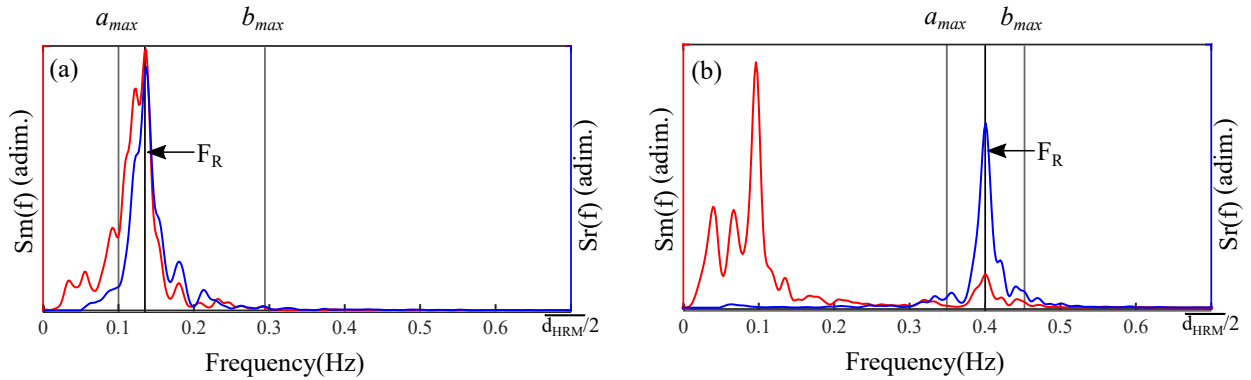 a_max b_max
(a)
F_R
Sm(f) (adim.)
Sr(f) (adim.)
0 0.1 0.2 0.3 0.4 0.5 0.6 d_HRM/2
Frequency(Hz)
a_max b_max
(b)
F_R
Sm(f) (adim.)
Sr(f) (adim.)
0 0.1 0.2 0.3 0.4 0.5 0.6 d_HRM/2
Frequency(Hz)